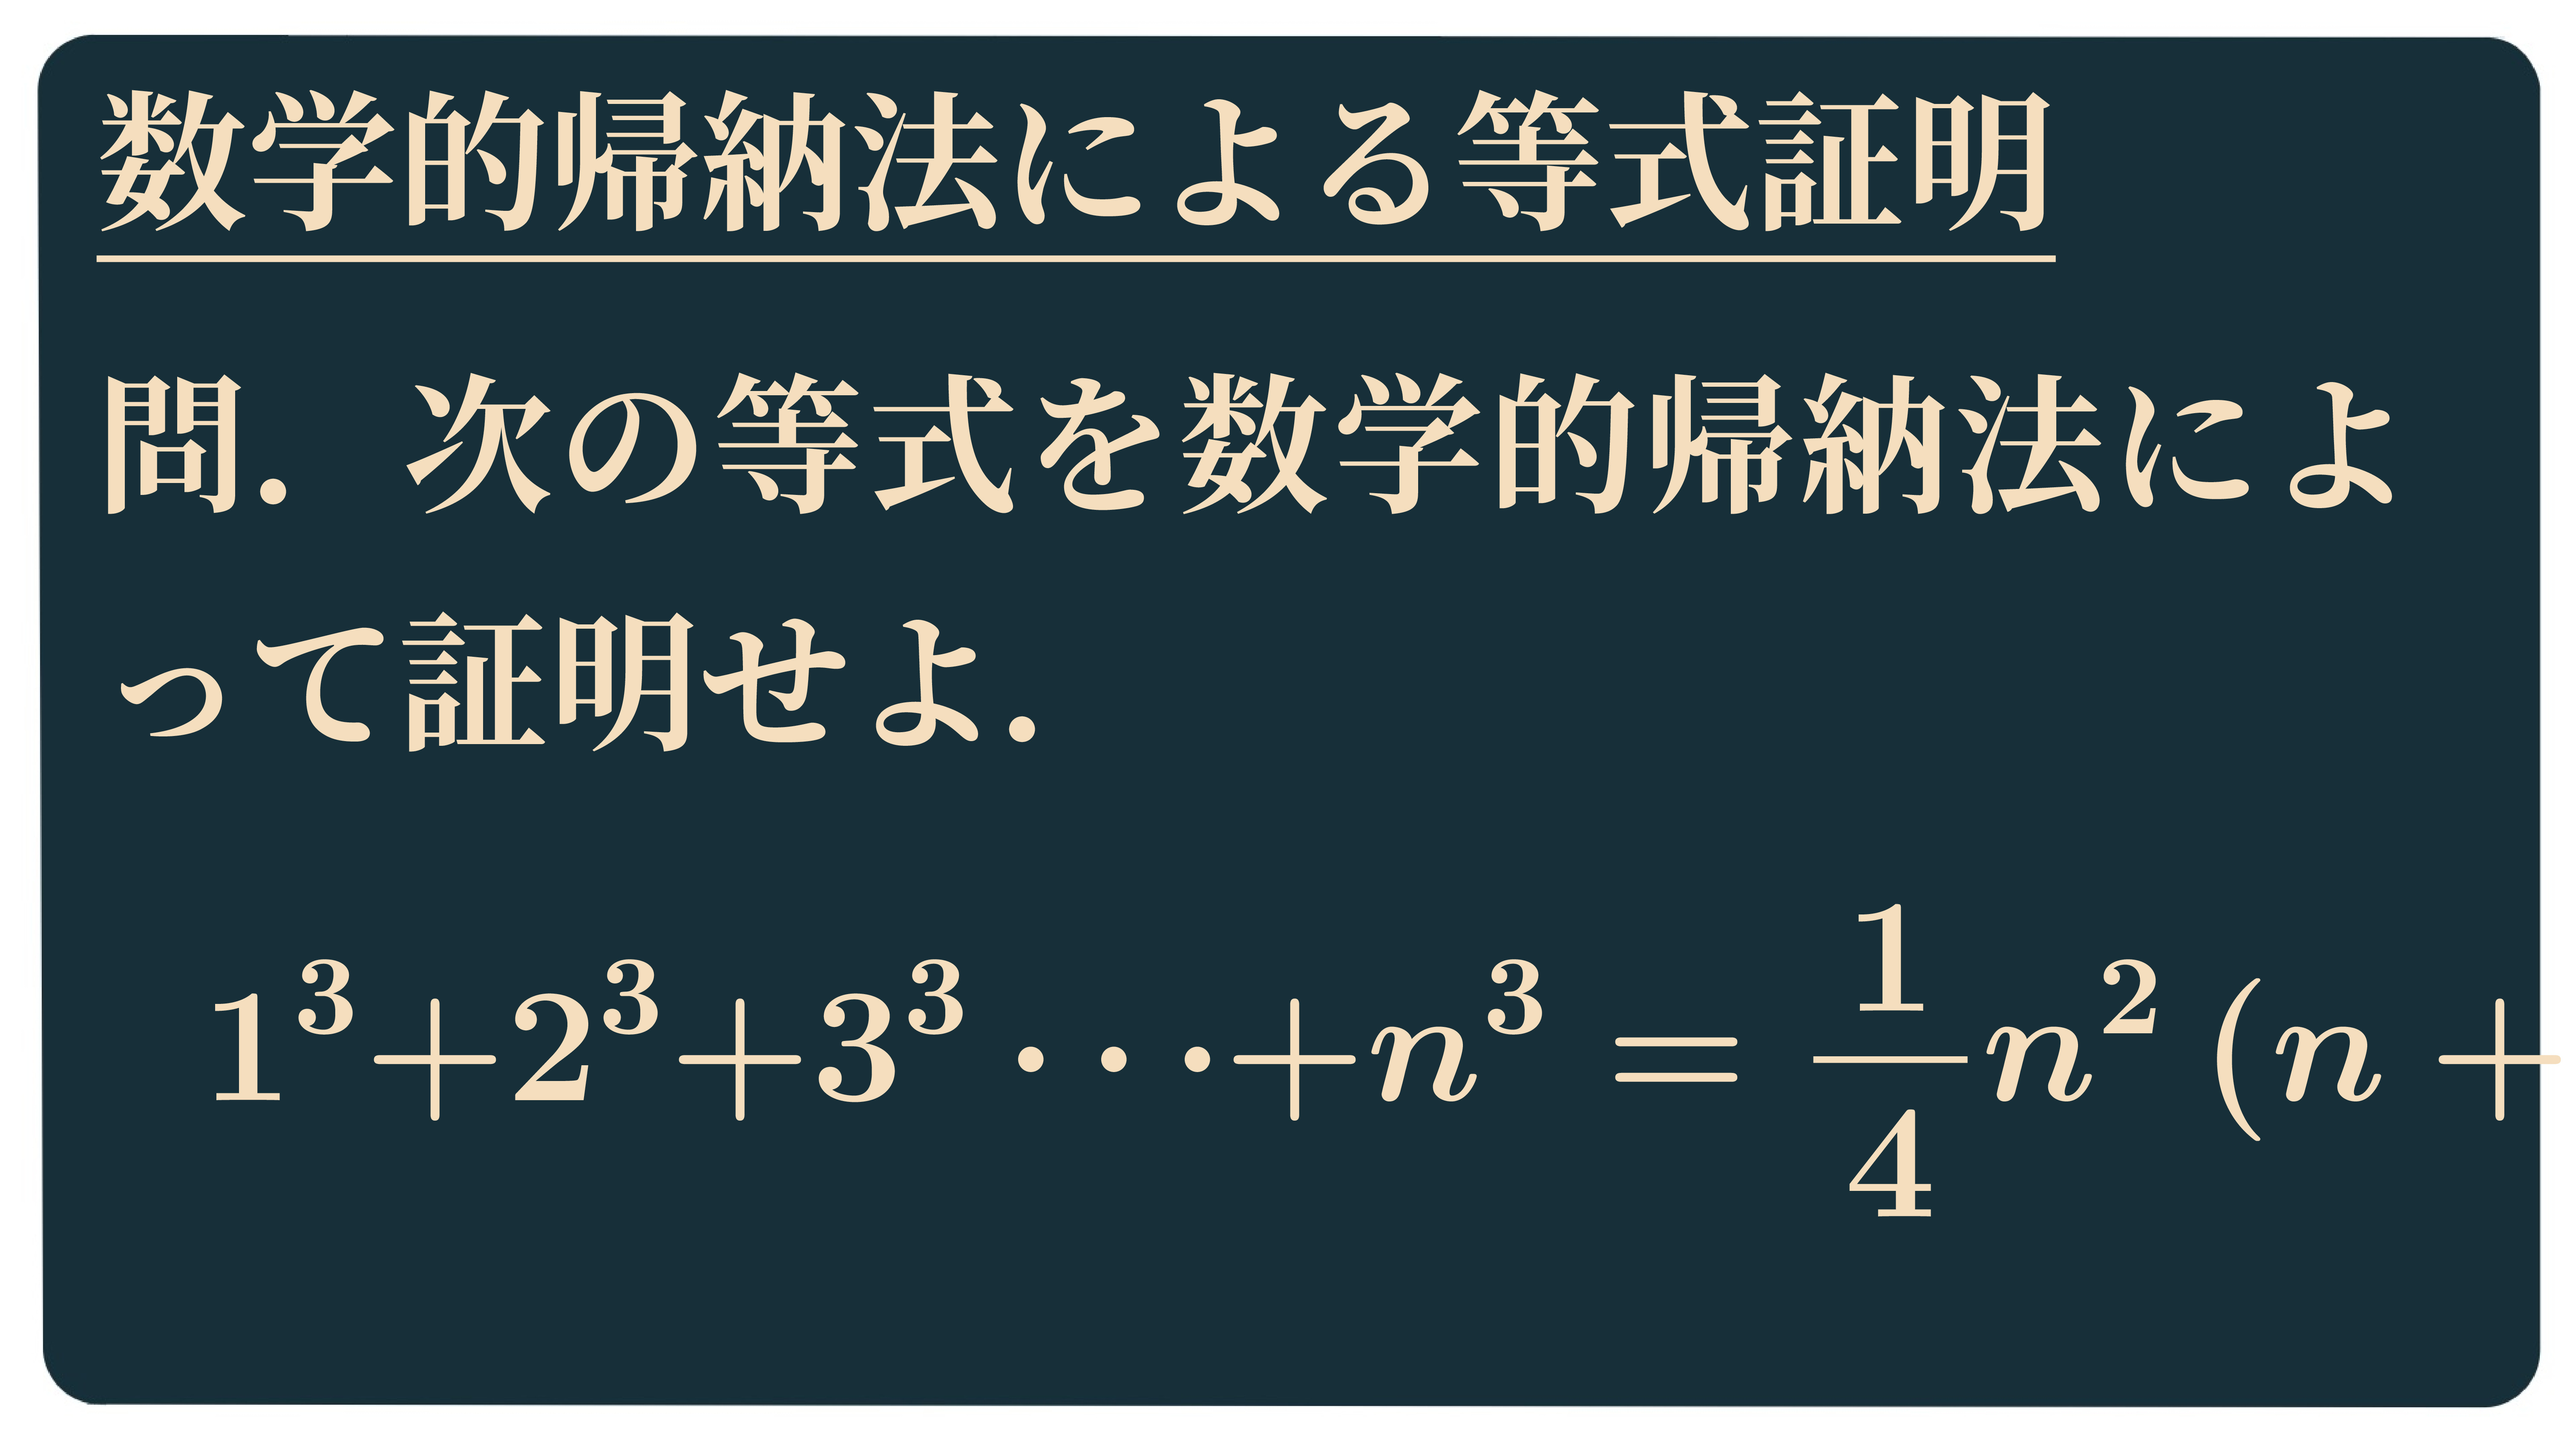 数学的帰納法による等式証明
問. 次の等式を数学的帰納法によ
って証明せよ.
1³+2³+3³···+n³ = 1/4 n² (n +